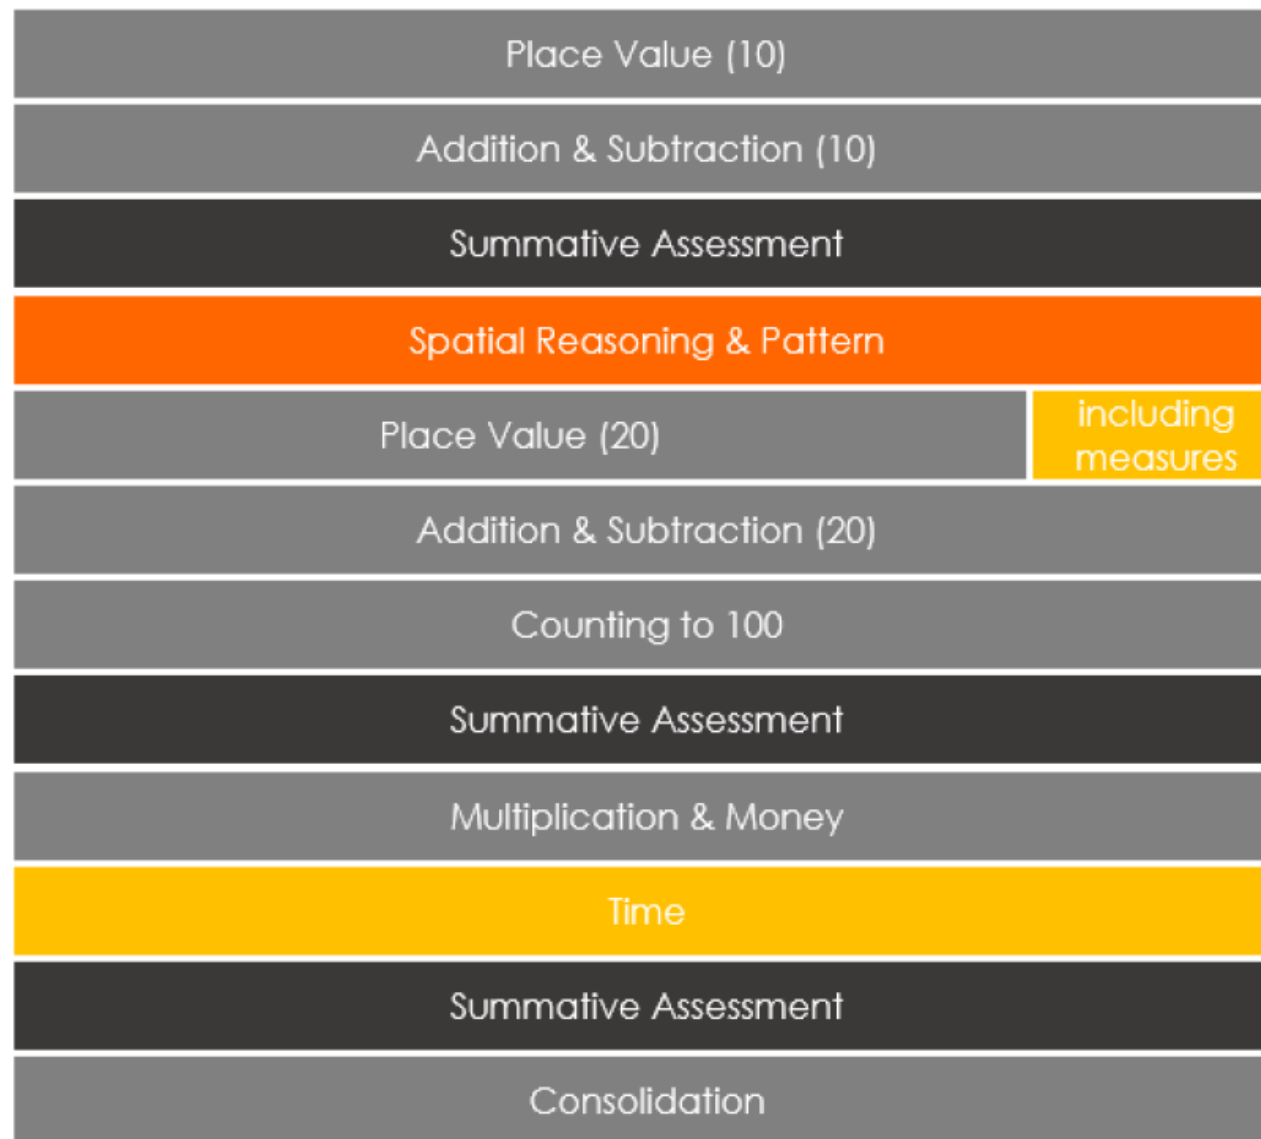 Place Value (10)
Addition & Subtraction (10)
Summative Assessment
Spatial Reasoning & Pattern
Place Value (20)
including
measures
Addition & Subtraction (20)
Counting to 100
Summative Assessment
Multiplication & Money
Time
Summative Assessment
Consolidation